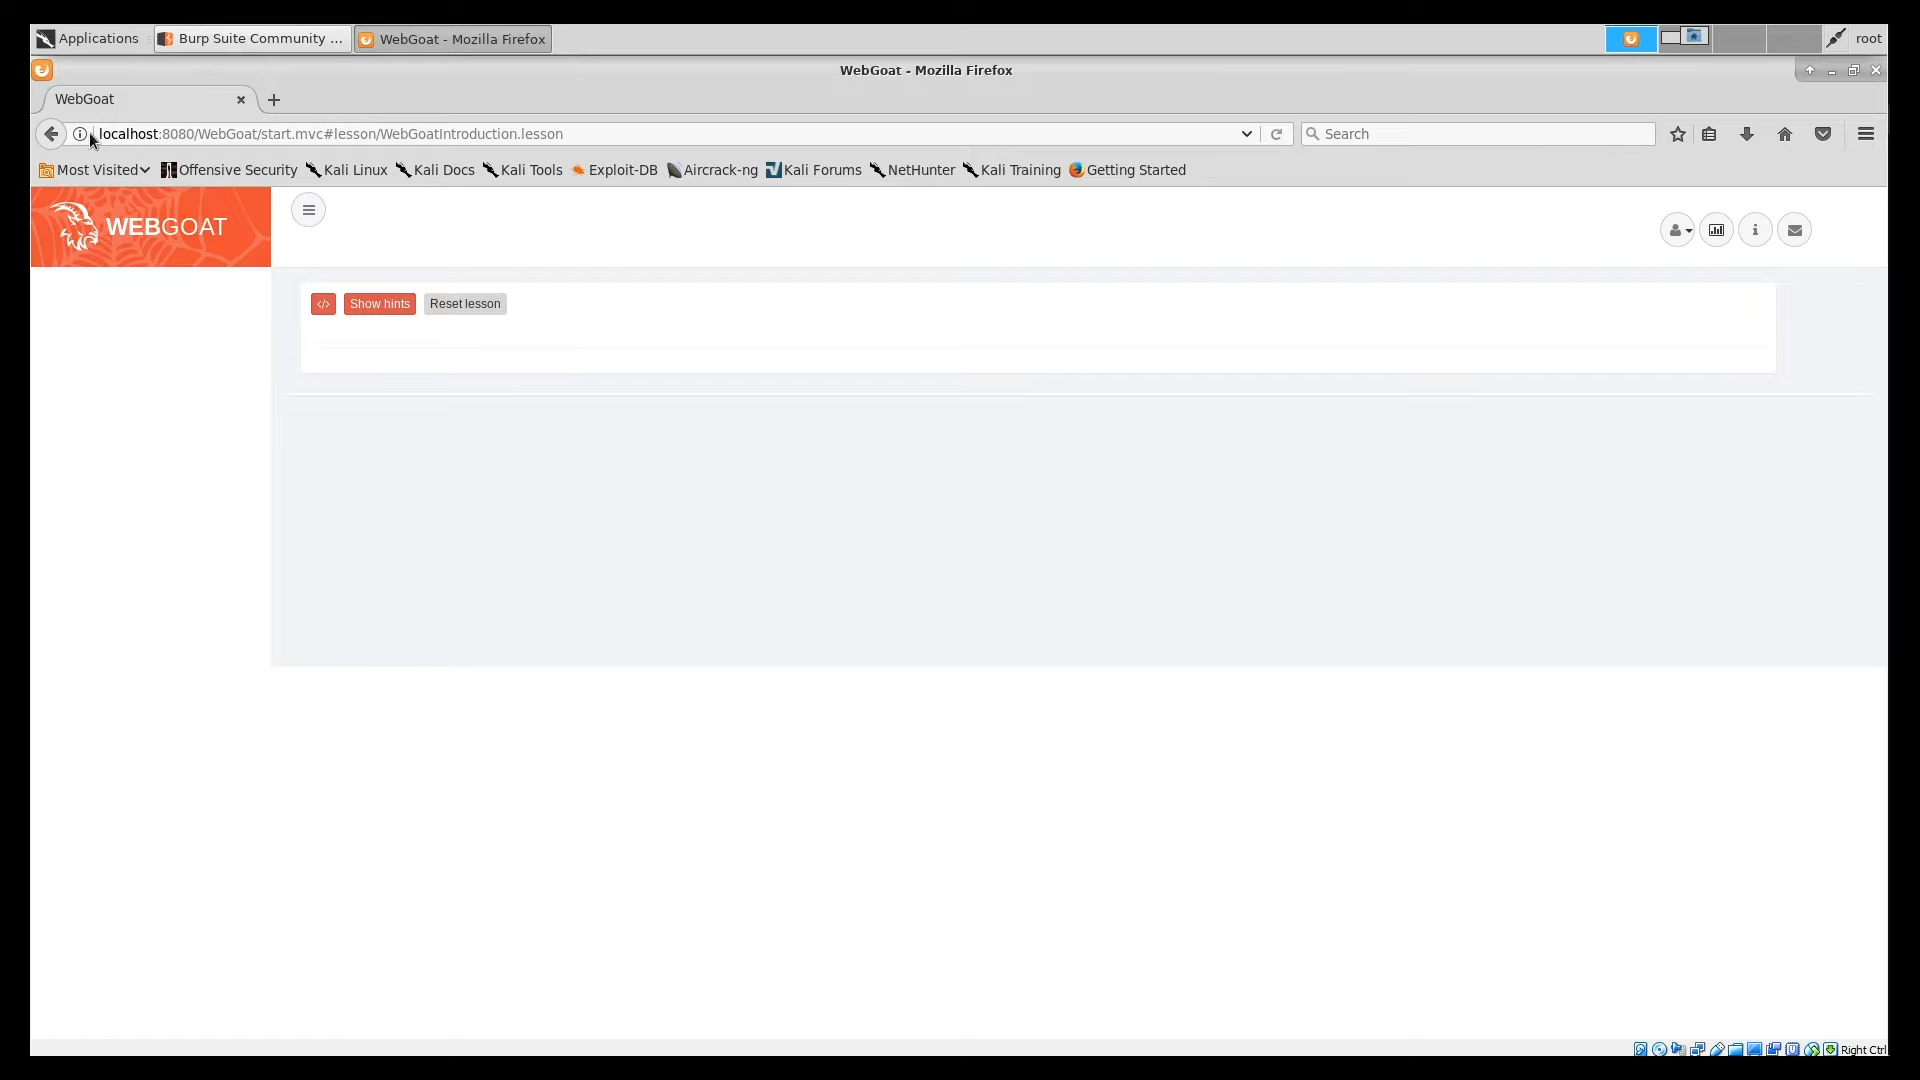 Applications
Burp Suite Community ...
WebGoat - Mozilla Firefox
root
WebGoat - Mozilla Firefox
WebGoat
localhost:8080/WebGoat/start.mvc#lesson/WebGoatIntroduction.lesson
Search
Most Visited
Offensive Security
Kali Linux
Kali Docs
Kali Tools
Exploit-DB
Aircrack-ng
Kali Forums
NetHunter
Kali Training
Getting Started
WEBGOAT
</>
Show hints
Reset lesson
Right Ctrl